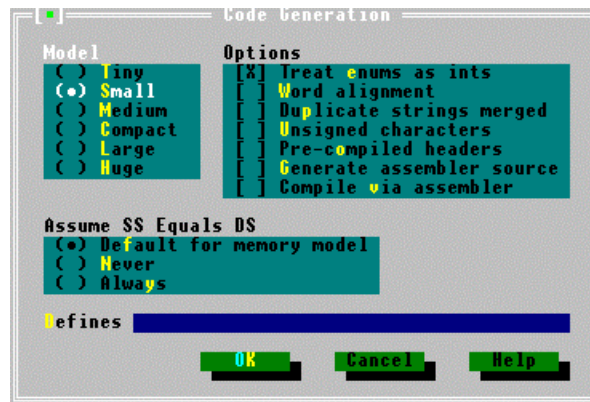 Code Generation
Model
( ) Tiny
(•) Small
( ) Medium
( ) Compact
( ) Large
( ) Huge
Options
[X] Treat enums as ints
[ ] Word alignment
[ ] Duplicate strings merged
[ ] Unsigned characters
[ ] Pre-compiled headers
[ ] Generate assembler source
[ ] Compile via assembler
Assume SS Equals DS
(•) Default for memory model
( ) Never
( ) Always
Defines
OK Cancel Help